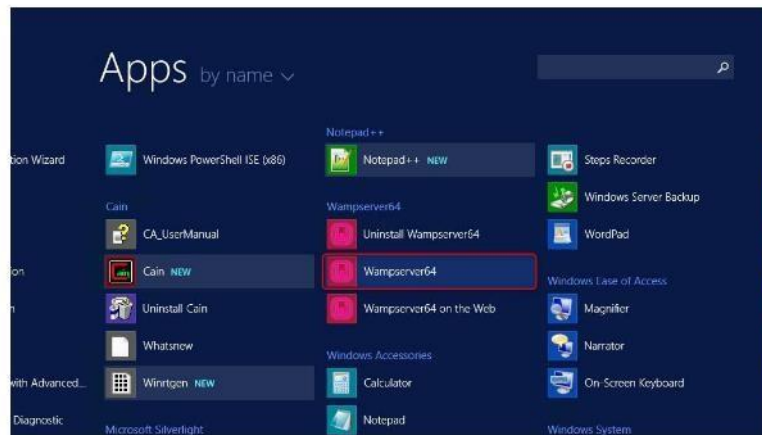 Apps by name
tion Wizard
on
n
with Advanced...
Diagnostic
Windows PowerShell ISE (x86)
Cain
CA_UserManual
Cain NEW
Uninstall Cain
Whatsnew
Winrtgen NEW
Microsoft Silverlight
Notepad++
Notepad++ NEW
Wampserver64
Uninstall Wampserver64
Wampserver64
Wampserver64 on the Web
Windows Accessories
Calculator
Notepad
Steps Recorder
Windows Server Backup
WordPad
Windows Ease of Access
Magnifier
Narrator
On-Screen Keyboard
Windows System